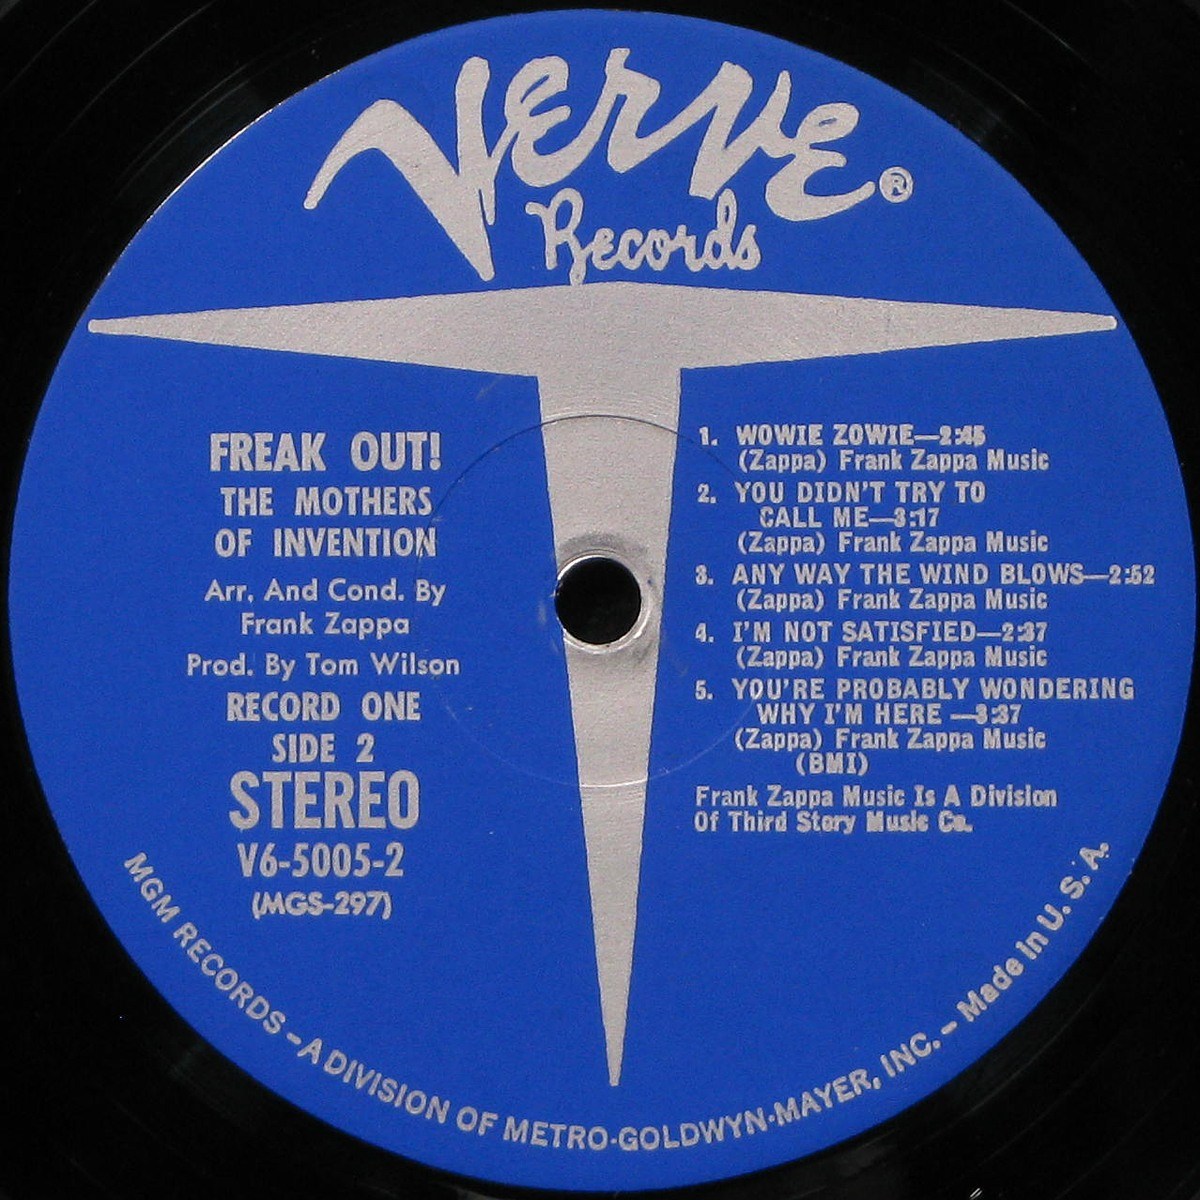 Verve ®
Records
FREAK OUT!
THE MOTHERS
OF INVENTION
Arr. And Cond. By
Frank Zappa
Prod. By Tom Wilson
RECORD ONE
SIDE 2
STEREO
V6-5005-2
(MGS-297)
1. WOWIE ZOWIE—2:45
(Zappa) Frank Zappa Music
2. YOU DIDN'T TRY TO
CALL ME—3:17
(Zappa) Frank Zappa Music
3. ANY WAY THE WIND BLOWS—2:52
(Zappa) Frank Zappa Music
4. I'M NOT SATISFIED—2:37
(Zappa) Frank Zappa Music
5. YOU'RE PROBABLY WONDERING
WHY I'M HERE —3:37
(Zappa) Frank Zappa Music
(BMI)
Frank Zappa Music Is A Division
Of Third Story Music Co.
MGM RECORDS – A DIVISION OF METRO-GOLDWYN-MAYER, INC. – Made in U. S. A.